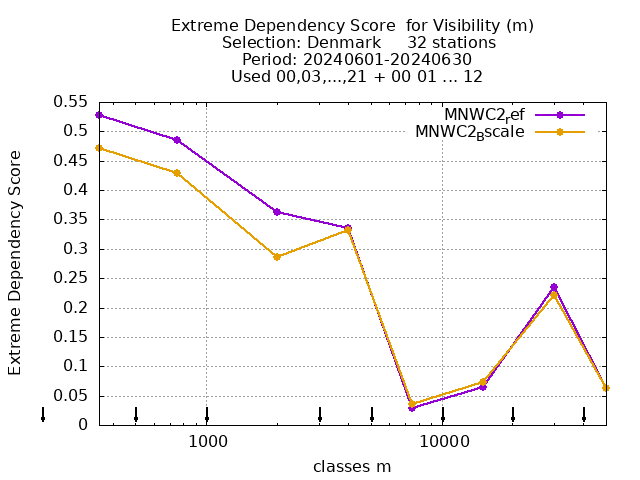 Extreme Dependency Score  for Visibility (m)
Selection: Denmark     32 stations
Period: 20240601-20240630
Used 00,03,...,21 + 00 01 ... 12
MNWC2ref
MNWC2Bscale
0.55
0.5
0.45
0.4
0.35
0.3
0.25
0.2
0.15
0.1
0.05
0
Extreme Dependency Score
1000
10000
classes m